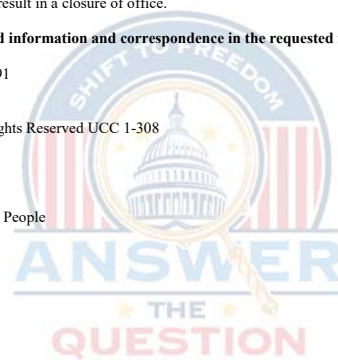 result in a closure of office.
d information and correspondence in the requested
91
ghts Reserved UCC 1-308
People
SHIFT TO FREEDOM
ANSWER
THE
QUESTION